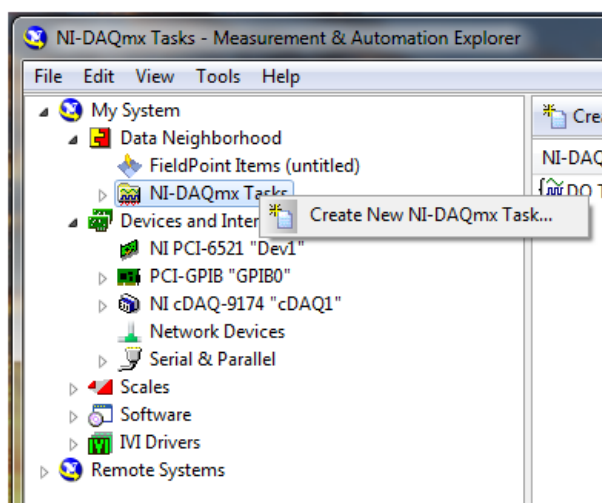 NI-DAQmx Tasks - Measurement & Automation Explorer
File Edit View Tools Help
My System
Data Neighborhood
FieldPoint Items (untitled)
NI-DAQmx Tasks
Create New NI-DAQmx Task...
Devices and Inter
NI PCI-6521 "Dev1"
PCI-GPIB "GPIB0"
NI cDAQ-9174 "cDAQ1"
Network Devices
Serial & Parallel
Scales
Software
IVI Drivers
Remote Systems
Cre
NI-DAQ
DO T